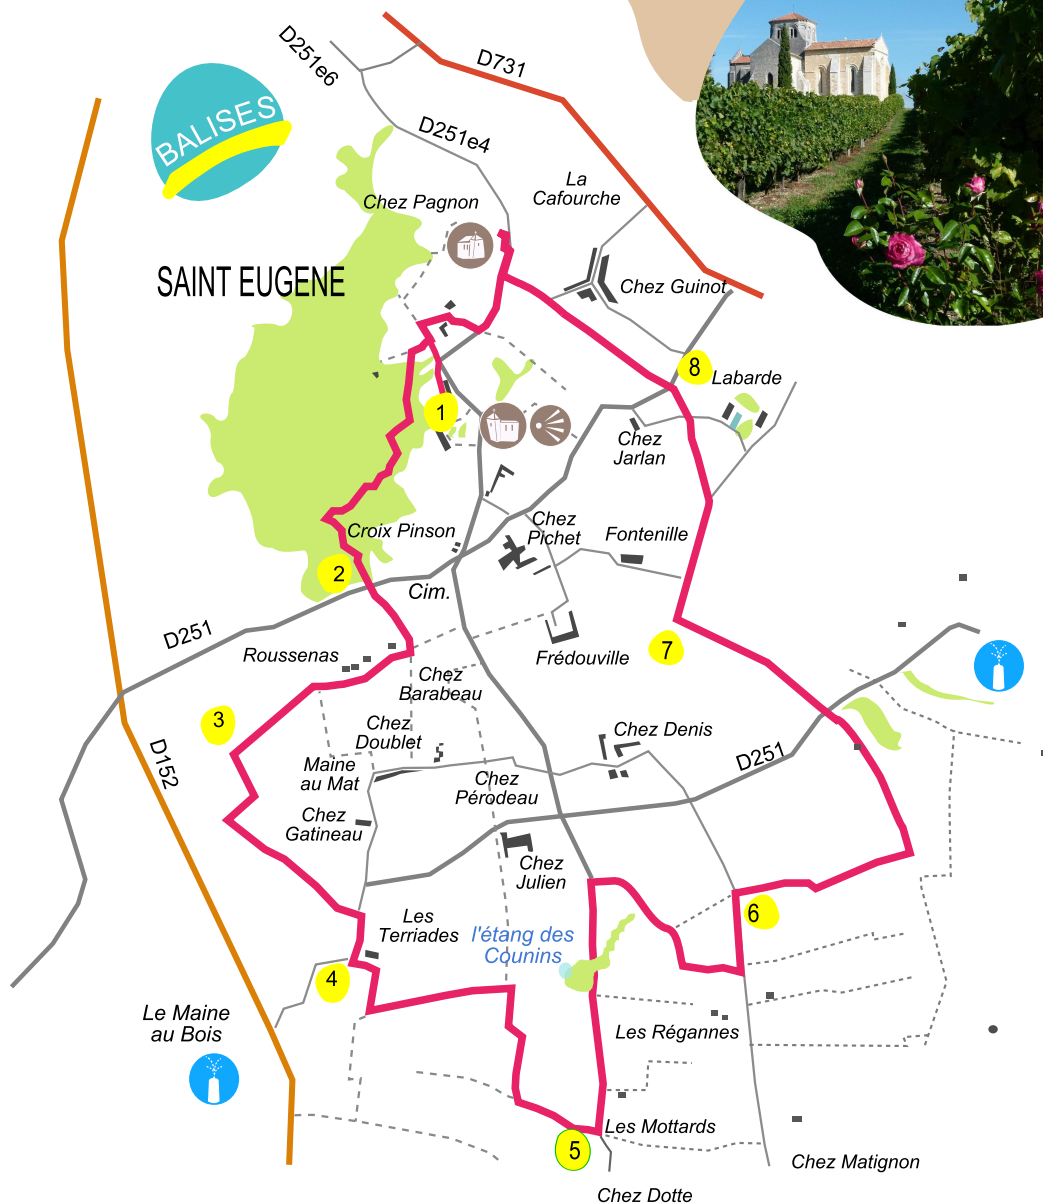 D251e6
D731
BALISES
D251e4
La
Cafourche
Chez Pagnon
SAINT EUGENE
Chez Guinot
8
Labarde
1
Chez
Jarlan
Croix Pinson
Chez
Pichet
Fontenille
2
Cim.
D251
Roussenas
Frédouville
7
Chez
Barabeau
3
Chez
Doublet
Chez Denis
D152
Maine
au Mat
D251
Chez
Pérodeau
Chez
Gatineau
Chez
Julien
6
Les
Terriades
l'étang des
Counins
4
Le Maine
au Bois
Les Régannes
Les Mottards
5
Chez Matignon
Chez Dotte